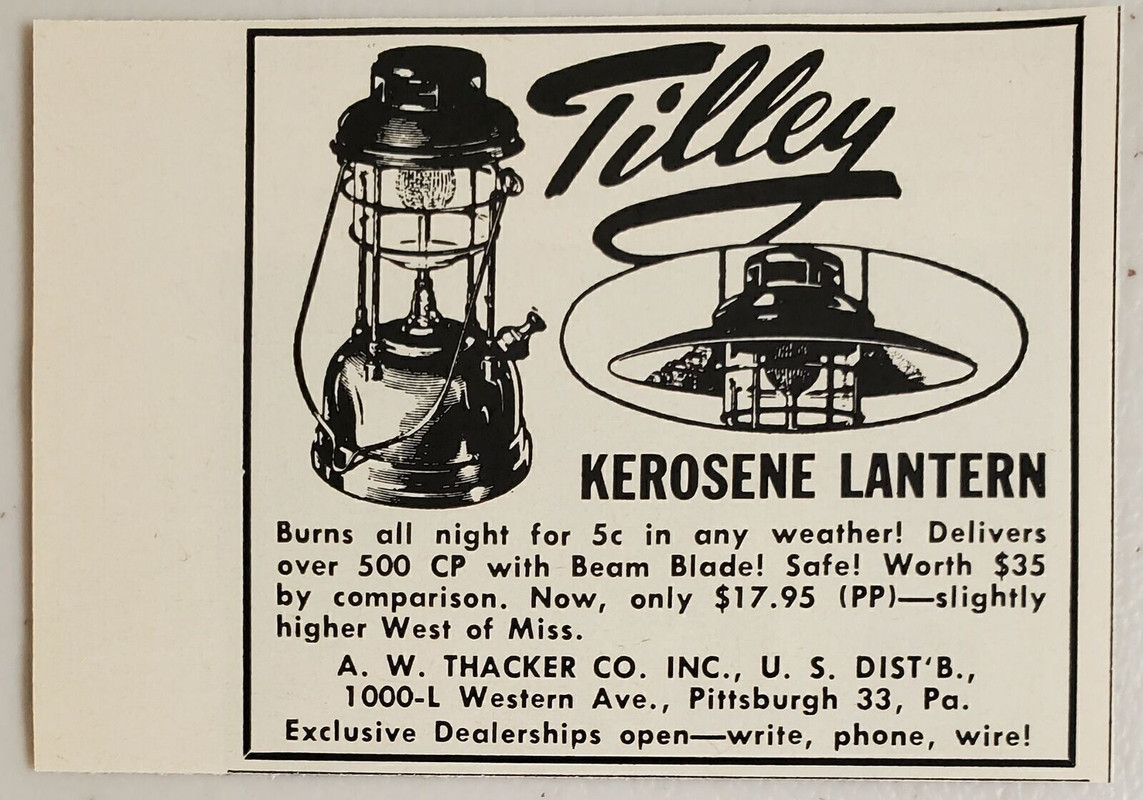 Tilley
KEROSENE LANTERN
Burns all night for 5c in any weather! Delivers
over 500 CP with Beam Blade! Safe! Worth $35
by comparison. Now, only $17.95 (PP)—slightly
higher West of Miss.
A. W. THACKER CO. INC., U. S. DIST'B.,
1000-L Western Ave., Pittsburgh 33, Pa.
Exclusive Dealerships open—write, phone, wire!